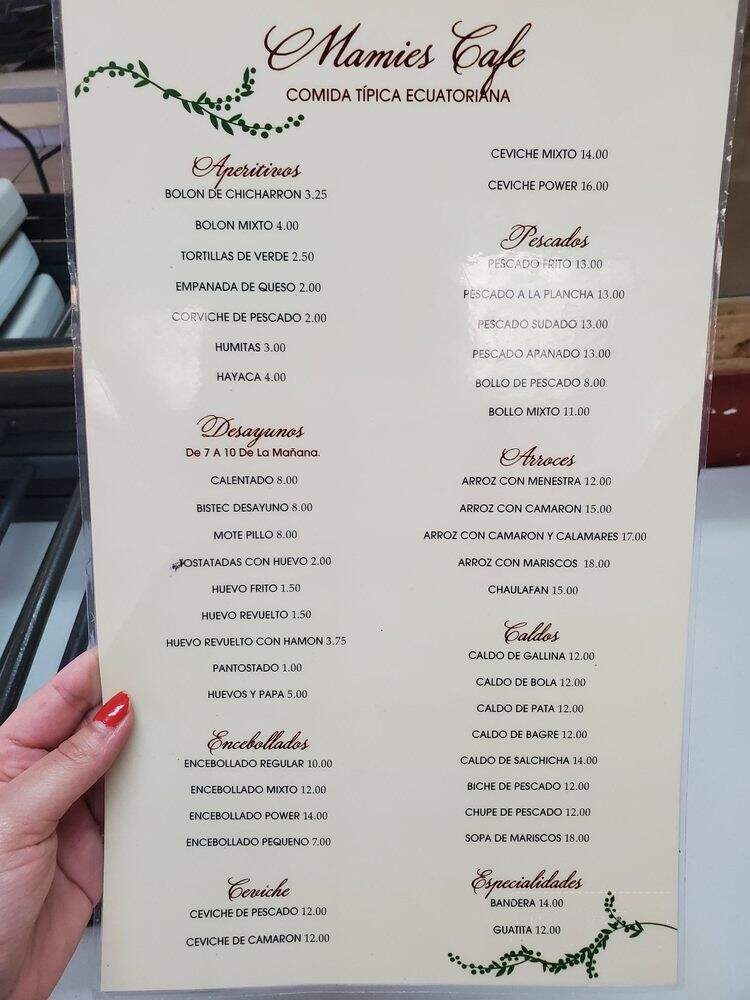 Mamies Cafe
COMIDA TÍPICA ECUATORIANA
Aperitivos
BOLON DE CHICHARRON 3.25
BOLON MIXTO 4.00
TORTILLAS DE VERDE 2.50
EMPANADA DE QUESO 2.00
CORVICHE DE PESCADO 2.00
HUMITAS 3.00
HAYACA 4.00
Desayunos
De 7 A 10 De La Mañana.
CALENTADO 8.00
BISTEC DESAYUNO 8.00
MOTE PILLO 8.00
TOSTATADAS CON HUEVO 2.00
HUEVO FRITO 1.50
HUEVO REVUELTO 1.50
HUEVO REVUELTO CON HAMON 3.75
PANTOSTADO 1.00
HUEVOS Y PAPA 5.00
Encebollados
ENCEBOLLADO REGULAR 10.00
ENCEBOLLADO MIXTO 12.00
ENCEBOLLADO POWER 14.00
ENCEBOLLADO PEQUENO 7.00
Ceviche
CEVICHE DE PESCADO 12.00
CEVICHE DE CAMARON 12.00
CEVICHE MIXTO 14.00
CEVICHE POWER 16.00
Pescados
PESCADO FRITO 13.00
PESCADO A LA PLANCHA 13.00
PESCADO SUDADO 13.00
PESCADO APANADO 13.00
BOLLO DE PESCADO 8.00
BOLLO MIXTO 11.00
Arroces
ARROZ CON MENESTRA 12.00
ARROZ CON CAMARON 15.00
ARROZ CON CAMARON Y CALAMARES 17.00
ARROZ CON MARISCOS 18.00
CHAULAFAN 15.00
Caldos
CALDO DE GALLINA 12.00
CALDO DE BOLA 12.00
CALDO DE PATA 12.00
CALDO DE BAGRE 12.00
CALDO DE SALCHICHA 14.00
BICHE DE PESCADO 12.00
CHUPE DE PESCADO 12.00
SOPA DE MARISCOS 18.00
Especialidades
BANDERA 14.00
GUATITA 12.00